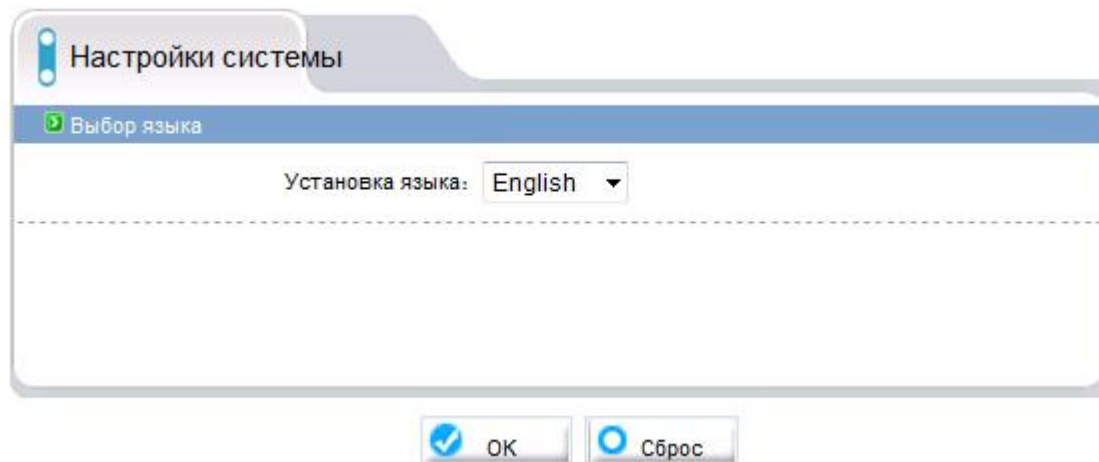 Настройки системы
Выбор языка
Установка языка: English
OK Сброс